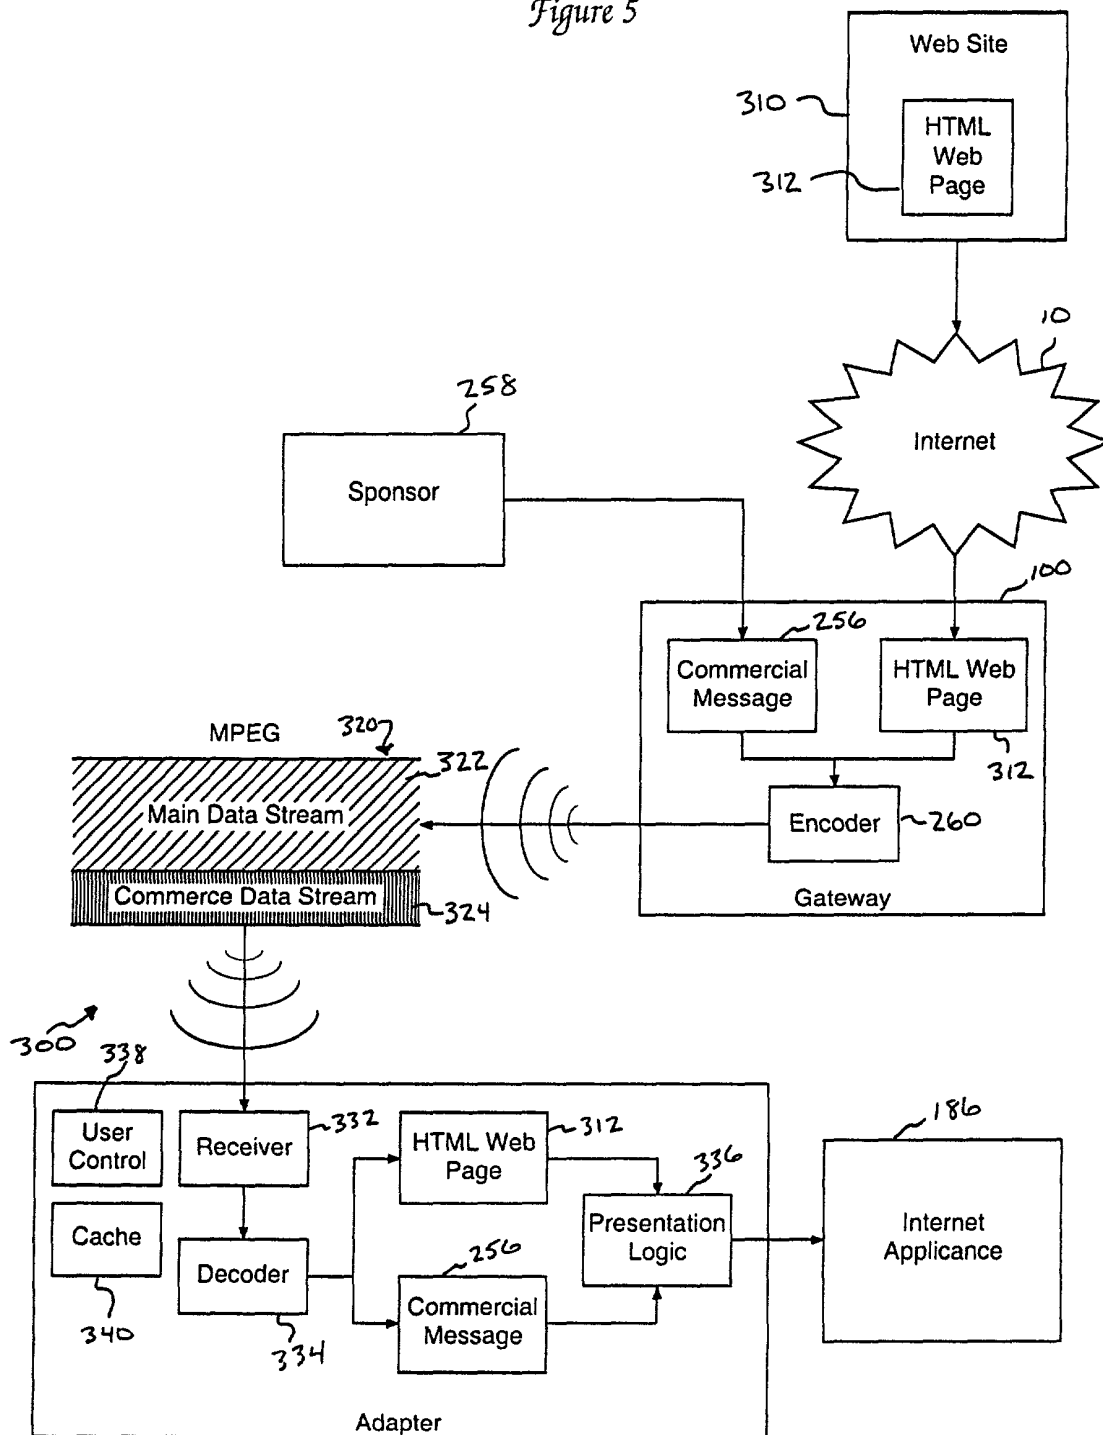 Figure 5
Web Site
310
HTML
Web
Page
312
10
Internet
258
Sponsor
100
256
Commercial
Message
HTML Web
Page
312
MPEG
320
322
Main Data Stream
Encoder
260
Commerce Data Stream
324
Gateway
300
338
User
Control
Receiver
332
HTML Web
Page
312
186
336
Cache
Presentation
Logic
Internet
Applicance
Decoder
256
Commercial
Message
340
334
Adapter